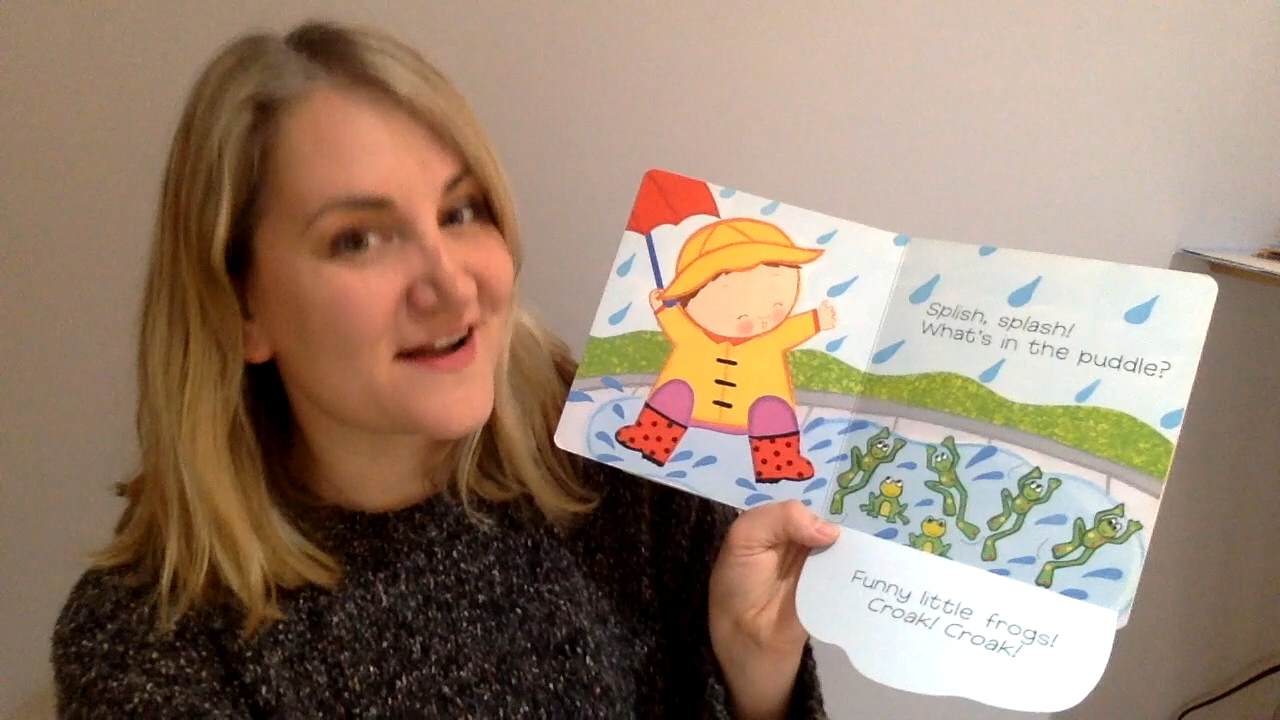 Splish, splash!
What's in the puddle?
Funny little frogs!
Croak! Croak!